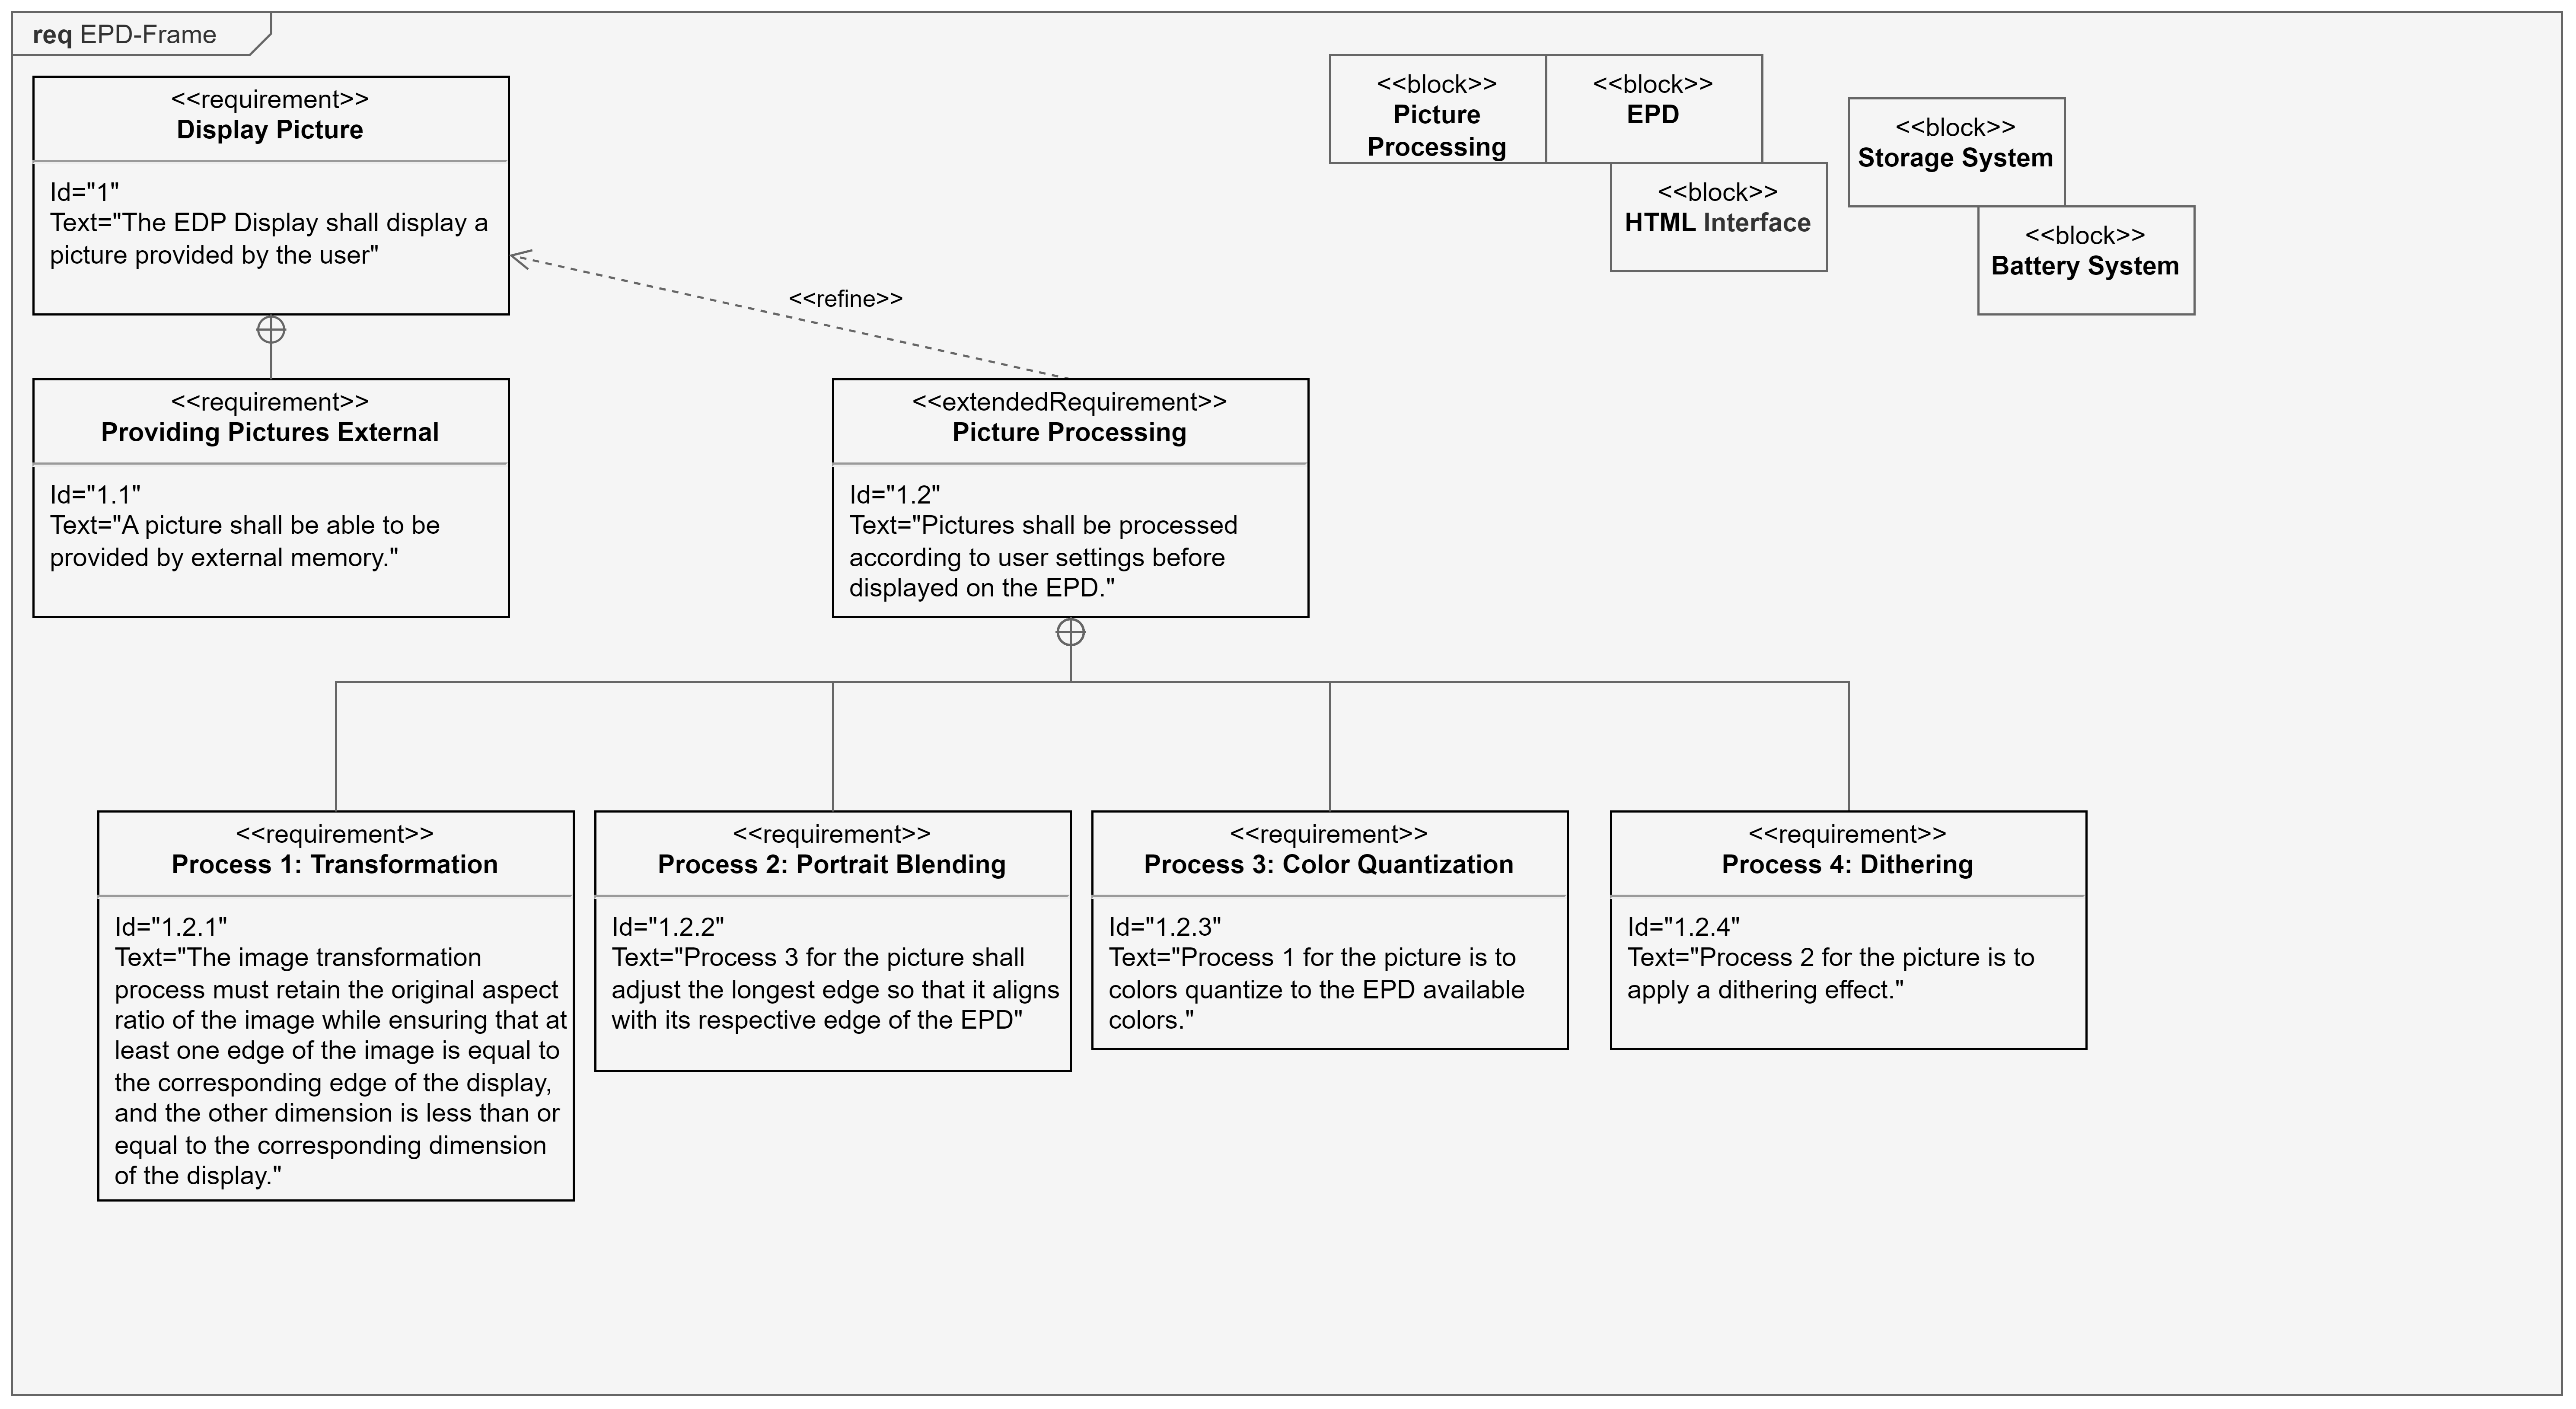 req EPD-Frame
<<requirement>>
Display Picture
Id="1"
Text="The EDP Display shall display a
picture provided by the user"
<<block>>
Picture
Processing
<<block>>
EPD
<<block>>
HTML Interface
<<block>>
Storage System
<<block>>
Battery System
<<refine>>
<<requirement>>
Providing Pictures External
Id="1.1"
Text="A picture shall be able to be
provided by external memory."
<<extendedRequirement>>
Picture Processing
Id="1.2"
Text="Pictures shall be processed
according to user settings before
displayed on the EPD."
<<requirement>>
Process 1: Transformation
Id="1.2.1"
Text="The image transformation
process must retain the original aspect
ratio of the image while ensuring that at
least one edge of the image is equal to
the corresponding edge of the display,
and the other dimension is less than or
equal to the corresponding dimension
of the display."
<<requirement>>
Process 2: Portrait Blending
Id="1.2.2"
Text="Process 3 for the picture shall
adjust the longest edge so that it aligns
with its respective edge of the EPD"
<<requirement>>
Process 3: Color Quantization
Id="1.2.3"
Text="Process 1 for the picture is to
colors quantize to the EPD available
colors."
<<requirement>>
Process 4: Dithering
Id="1.2.4"
Text="Process 2 for the picture is to
apply a dithering effect."